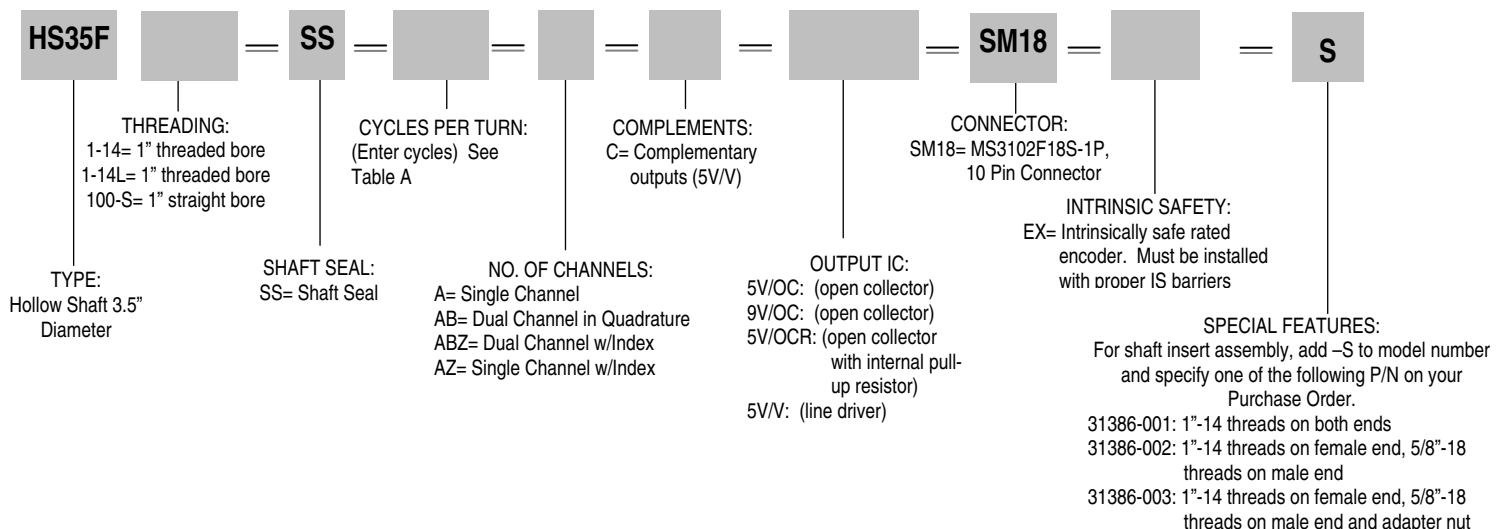 HS35F
SS
SM18
S
THREADING:
1-14= 1” threaded bore
1-14L= 1” threaded bore
100-S= 1” straight bore
CYCLES PER TURN:
(Enter cycles) See
Table A
COMPLEMENTS:
C= Complementary
outputs (5V/V)
CONNECTOR:
SM18= MS3102F18S-1P,
10 Pin Connector
INTRINSIC SAFETY:
EX= Intrinsically safe rated
encoder. Must be installed
with proper IS barriers
TYPE:
Hollow Shaft 3.5”
Diameter
SHAFT SEAL:
SS= Shaft Seal
NO. OF CHANNELS:
A= Single Channel
AB= Dual Channel in Quadrature
ABZ= Dual Channel w/Index
AZ= Single Channel w/Index
OUTPUT IC:
5V/OC: (open collector)
9V/OC: (open collector)
5V/OCR: (open collector
with internal pull-
up resistor)
5V/V: (line driver)
SPECIAL FEATURES:
For shaft insert assembly, add –S to model number
and specify one of the following P/N on your
Purchase Order.
31386-001: 1”-14 threads on both ends
31386-002: 1”-14 threads on female end, 5/8”-18
threads on male end
31386-003: 1”-14 threads on female end, 5/8”-18
threads on male end and adapter nut